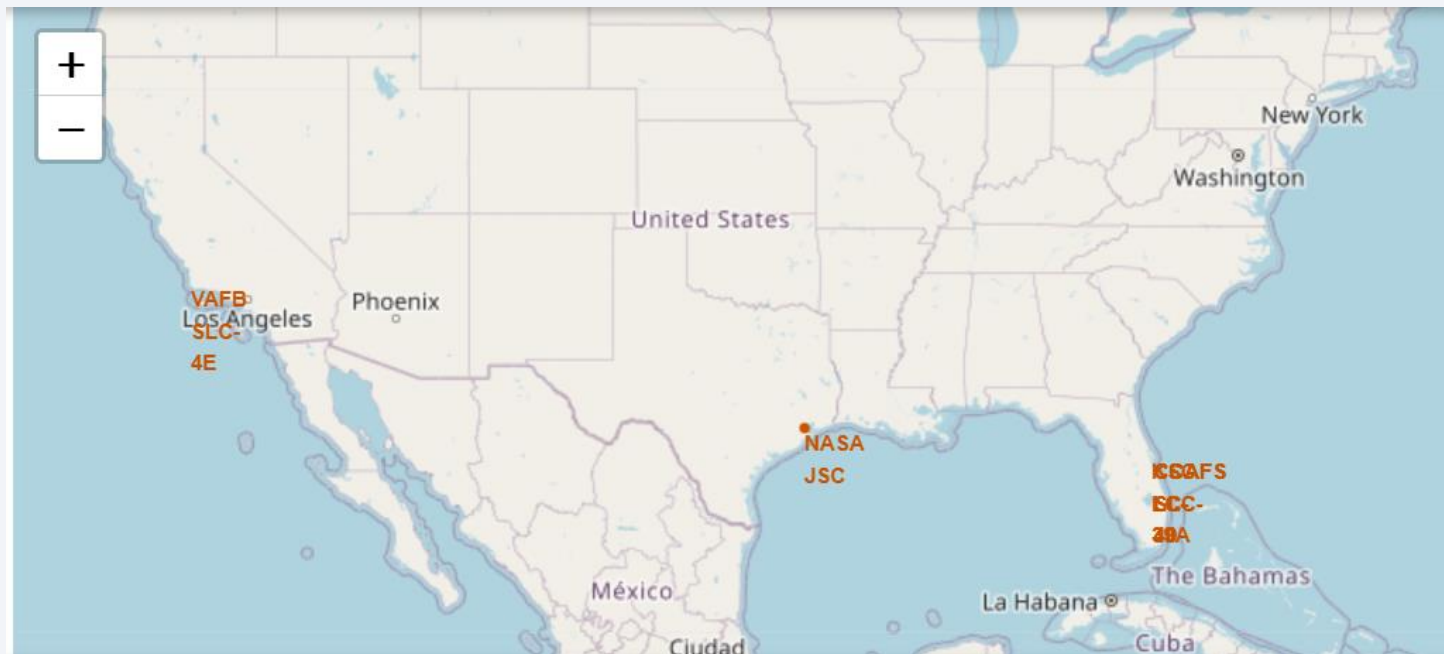 +
−
New York
Washington
United States
VAFB
SLC-
4E
Los Angeles
Phoenix
NASA
JSC
México
The Bahamas
La Habana
Cuba
Ciudad